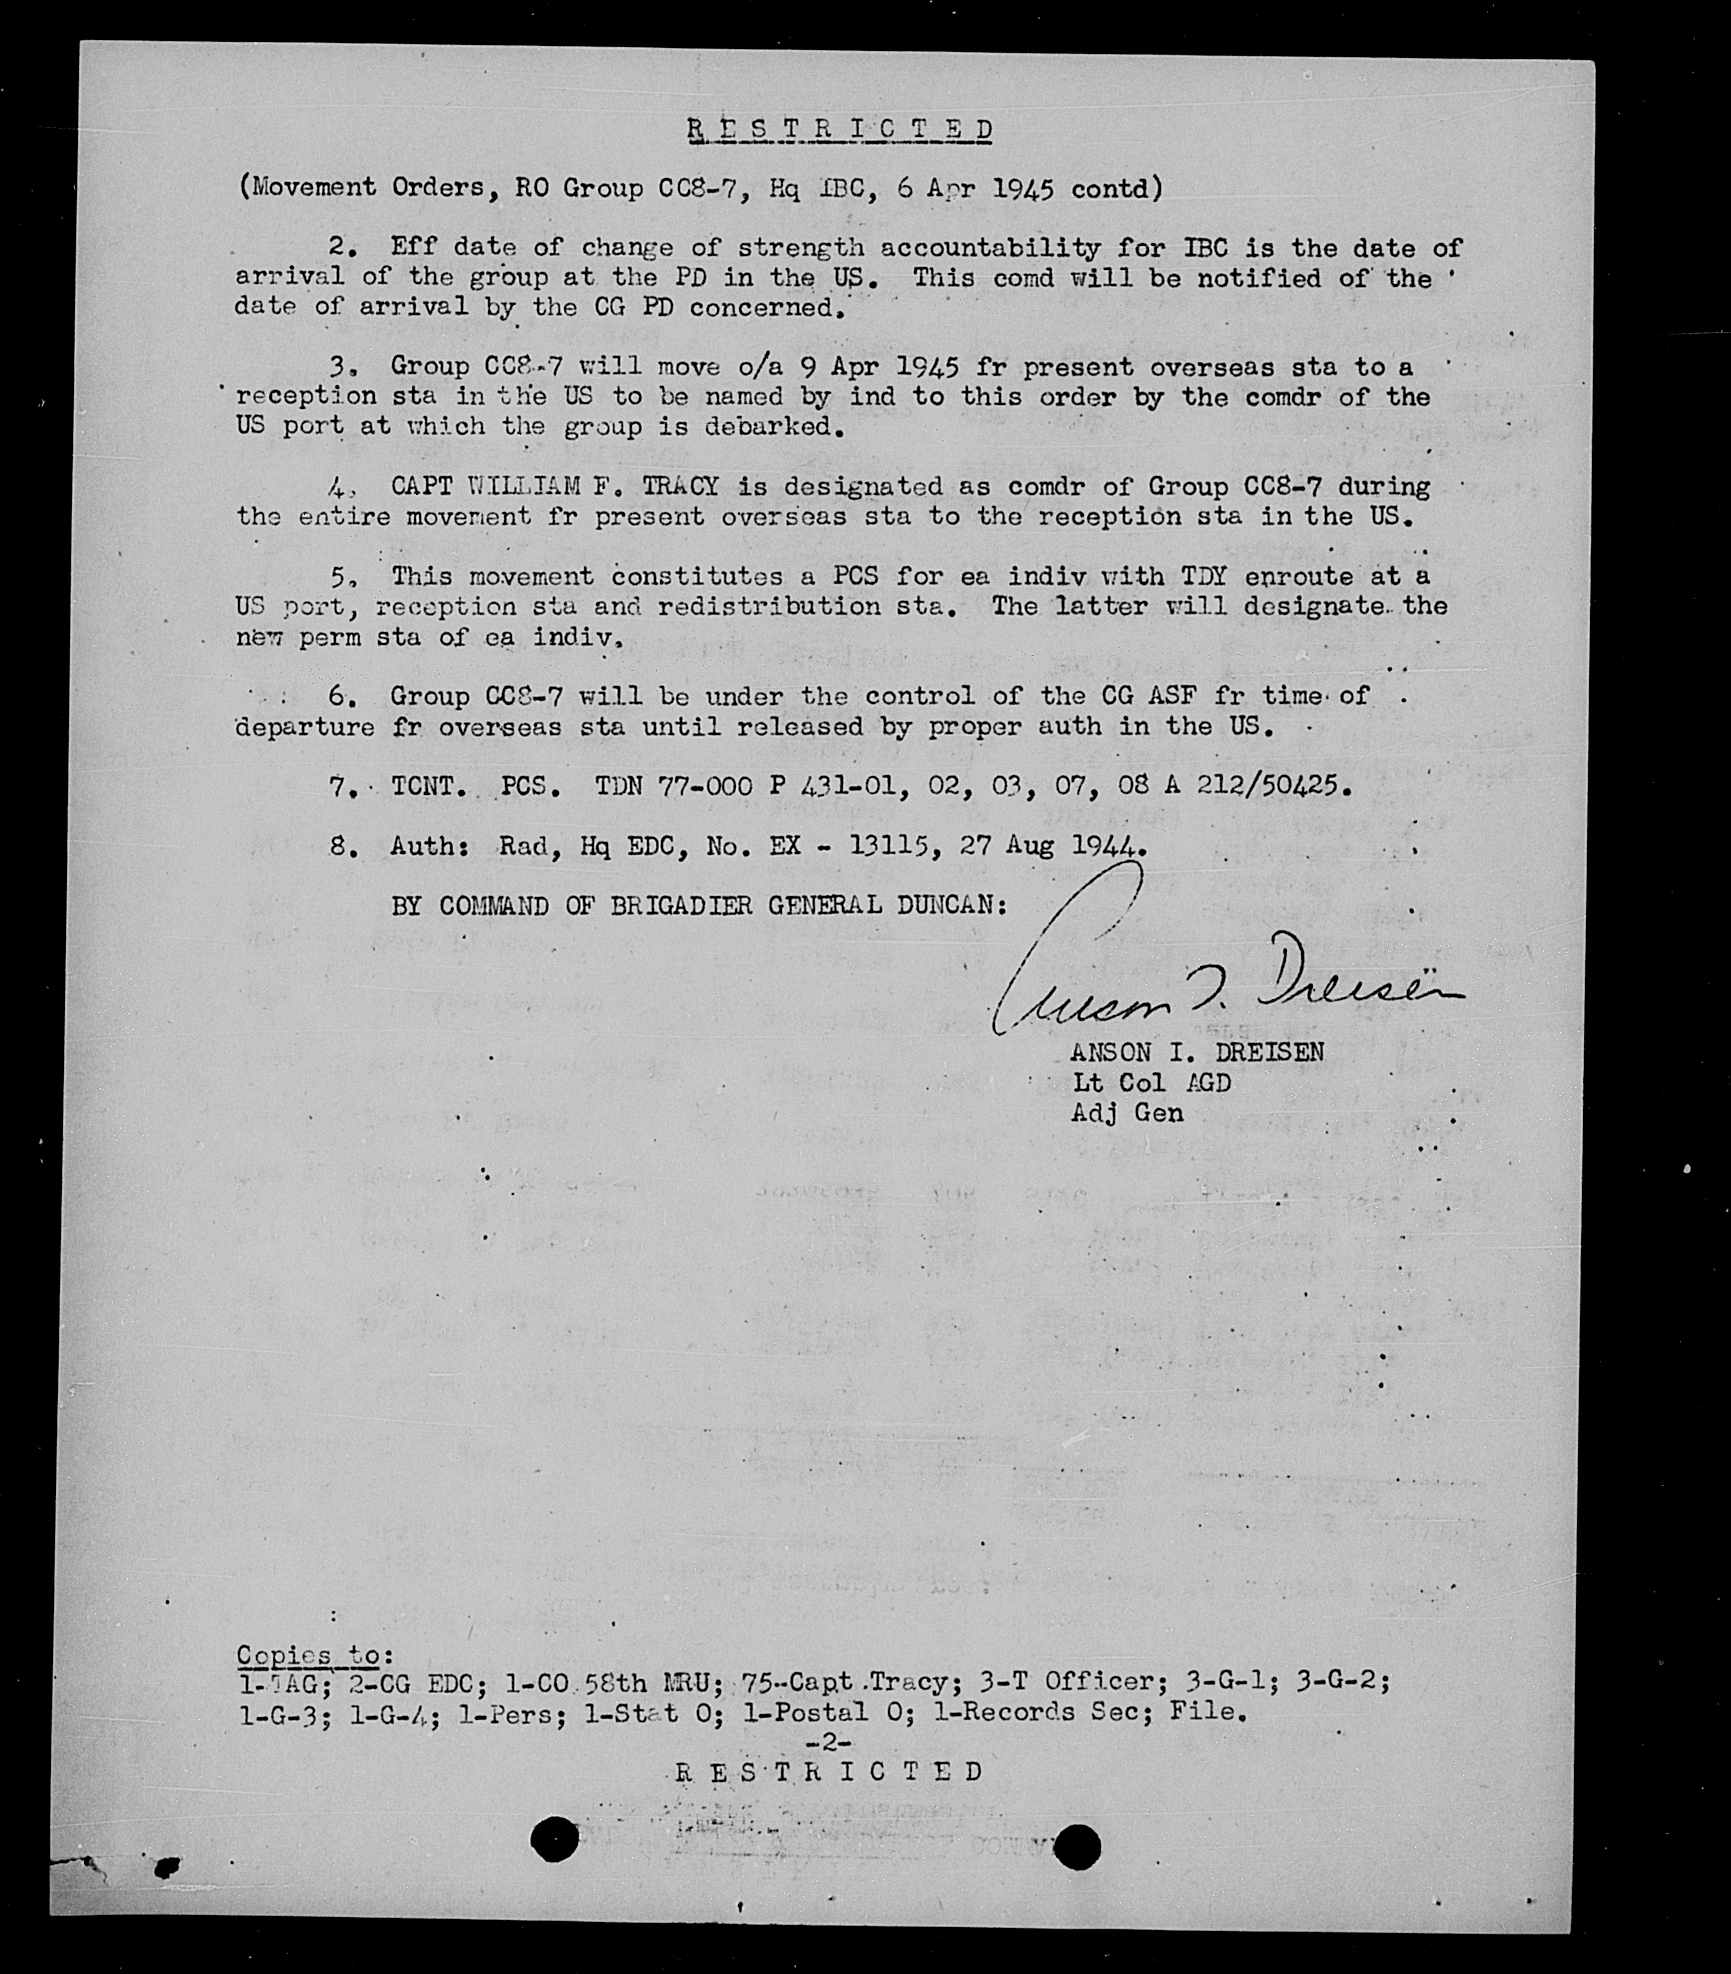 R E S T R I C T E D
(Movement Orders, RO Group CC8-7, Hq IBC, 6 Apr 1945 contd)
2. Eff date of change of strength accountability for IBC is the date of
arrival of the group at the PD in the US. This comd will be notified of the
date of arrival by the CG PD concerned.
3. Group CC8-7 will move o/a 9 Apr 1945 fr present overseas sta to a
reception sta in the US to be named by ind to this order by the comdr of the
US port at which the group is debarked.
4. CAPT WILLIAM F. TRACY is designated as comdr of Group CC8-7 during
the entire movement fr present overseas sta to the reception sta in the US.
5. This movement constitutes a PCS for ea indiv with TDY enroute at a
US port, reception sta and redistribution sta. The latter will designate the
new perm sta of ea indiv.
6. Group CC8-7 will be under the control of the CG ASF fr time of
departure fr overseas sta until released by proper auth in the US.
7. TCNT. PCS. TDN 77-000 P 431-01, 02, 03, 07, 08 A 212/50425.
8. Auth: Rad, Hq EDC, No. EX - 13115, 27 Aug 1944.
BY COMMAND OF BRIGADIER GENERAL DUNCAN:
Anson I. Dreisen
ANSON I. DREISEN
Lt Col AGD
Adj Gen
Copies to:
1-TAG; 2-CG EDC; 1-CO 58th MRU; 75-Capt Tracy; 3-T Officer; 3-G-1; 3-G-2;
1-G-3; 1-G-4; 1-Pers; 1-Stat O; 1-Postal O; 1-Records Sec; File.
-2-
R E S T R I C T E D